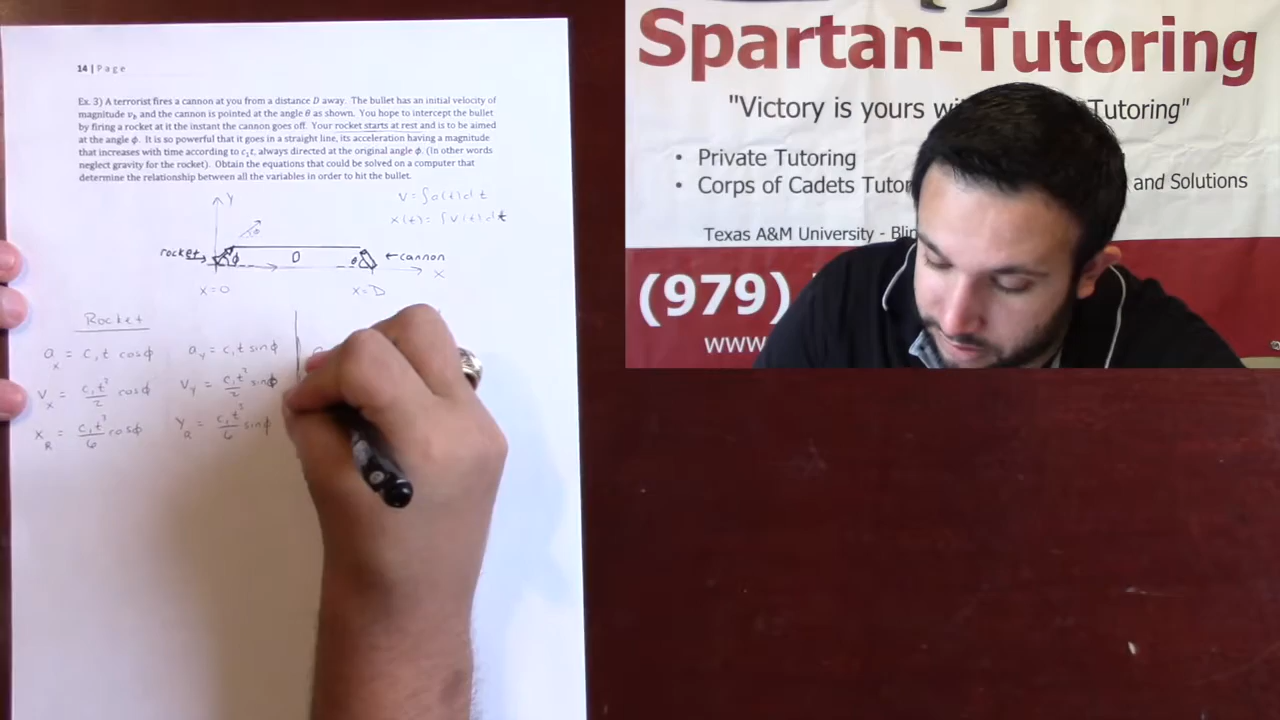 14 | P a g e
Ex. 3) A terrorist fires a cannon at you from a distance D away. The bullet has an initial velocity of
magnitude v_b and the cannon is pointed at the angle θ as shown. You hope to intercept the bullet
by firing a rocket at it the instant the cannon goes off. Your rocket starts at rest and is to be aimed
at the angle ϕ. It is so powerful that it goes in a straight line, its acceleration having a magnitude
that increases with time according to c₁t, always directed at the original angle ϕ. (In other words
neglect gravity for the rocket). Obtain the equations that could be solved on a computer that
determine the relationship between all the variables in order to hit the bullet.
V = ∫a(t)dt
x(t) = ∫v(t)dt
Y
rocket
ϕ
D
θ
cannon
X
x=0
x=D
Rocket
a_x = c₁t cosϕ
a_y = c₁t sinϕ
v_x = c₁t²/2 cosϕ
v_y = c₁t²/2 sinϕ
x_R = c₁t³/6 cosϕ
y_R = c₁t³/6 sinϕ
Spartan-Tutoring
"Victory is yours Tutoring"
• Private Tutoring
• Corps of Cadets and Solutions
Texas A&M University -
(979)
www